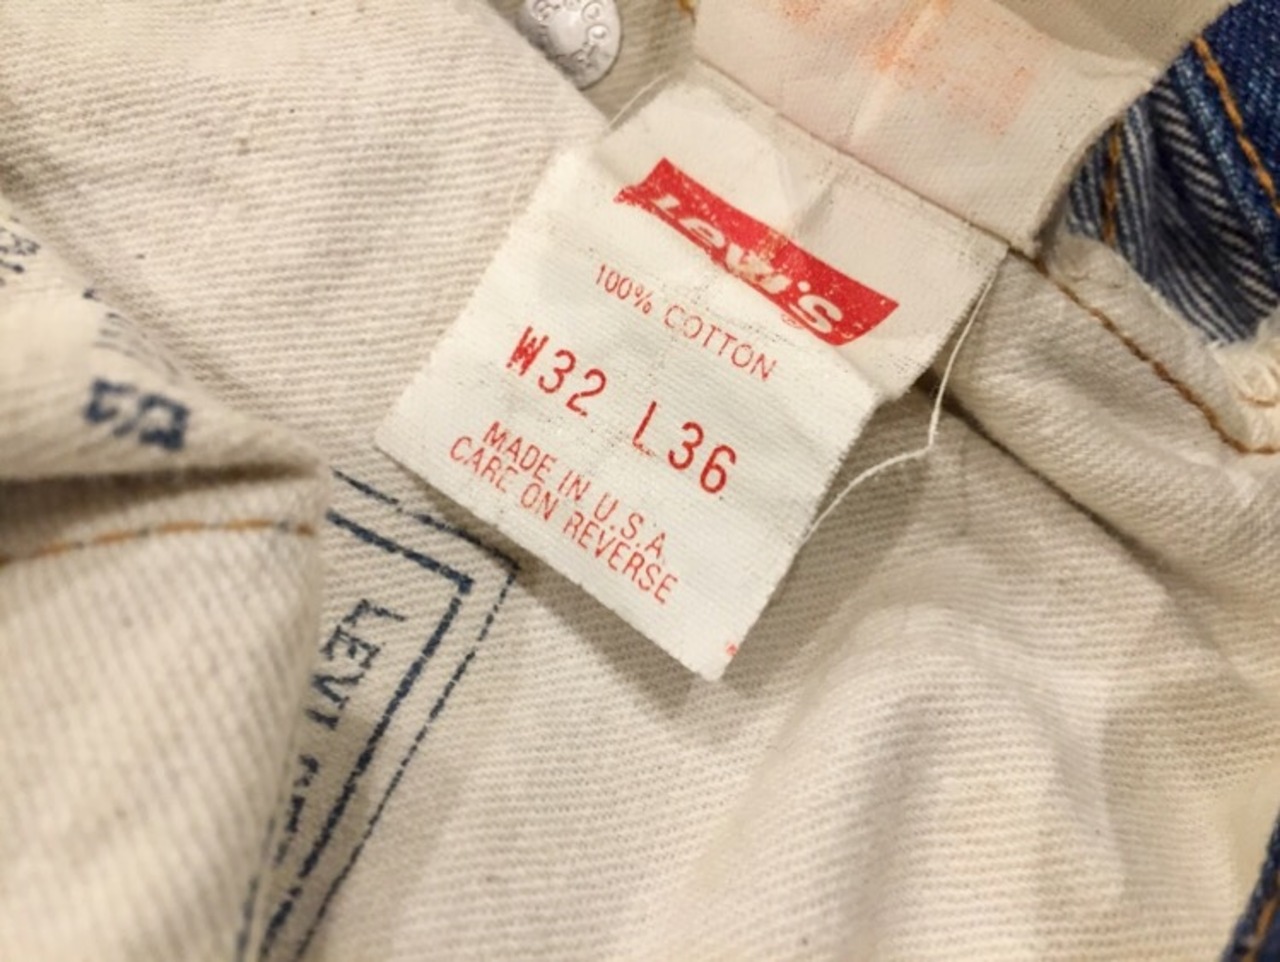 Levi's
®
100% COTTON
W32 L36
MADE IN U.S.A.
CARE ON REVERSE
LEVI